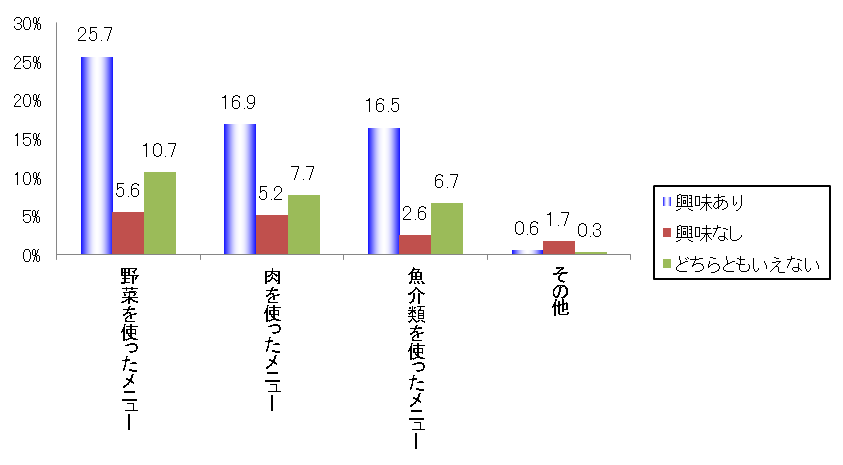 30%
25%
20%
15%
10%
5%
0%
25.7
5.6
10.7
16.9
5.2
7.7
16.5
2.6
6.7
0.6
1.7
0.3
野菜を使ったメニュー
肉を使ったメニュー
魚介類を使ったメニュー
その他
興味あり
興味なし
どちらともいえない